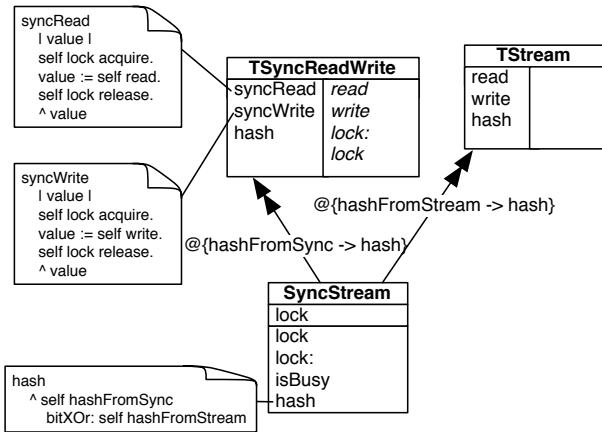 syncRead
| value |
self lock acquire.
value := self read.
self lock release.
^ value
syncWrite
| value |
self lock acquire.
value := self write.
self lock release.
^ value
TSyncReadWrite
syncRead read
syncWrite write
hash lock:
lock
TStream
read
write
hash
@{hashFromStream -> hash}
@{hashFromSync -> hash}
SyncStream
lock
lock
lock:
isBusy
hash
hash
^ self hashFromSync
bitXOr: self hashFromStream